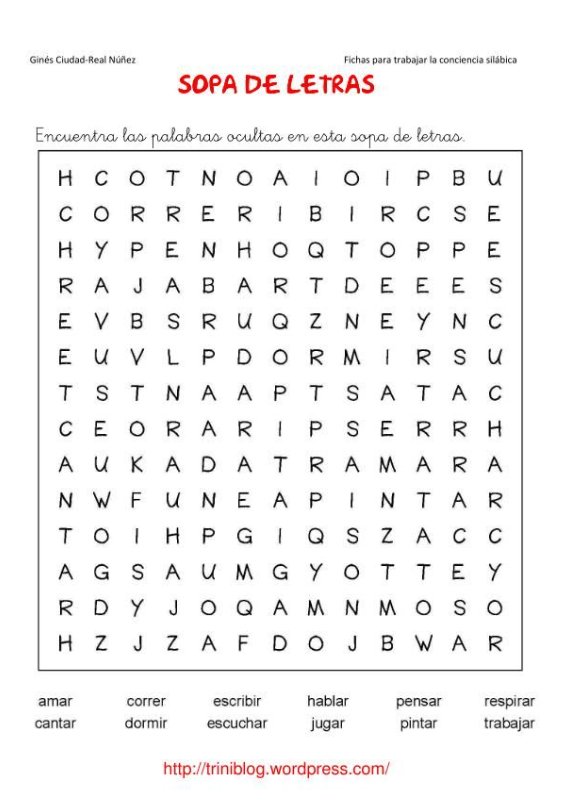 Ginés Ciudad-Real Núñez Fichas para trabajar la conciencia silábica
SOPA DE LETRAS
Encuentra las palabras ocultas en esta sopa de letras.
H C O T N O A I O I P B U
C O R R E R I B I R C S E
H Y P E N H O Q T O P P E
R A J A B A R T D E E E S
E V B S R U Q Z N E Y N C
E U V L P D O R M I R S U
T S T N A A P T S A T A C
C E O R A R I P S E R R H
A U K A D A T R A M A R A
N W F U N E A P I N T A R
T O I H P G I Q S Z A C C
A G S A U M G Y O T T E Y
R D Y J O Q A M N M O S O
H Z J Z A F D O J B W A R
amar correr escribir hablar pensar respirar
cantar dormir escuchar jugar pintar trabajar
http://triniblog.wordpress.com/